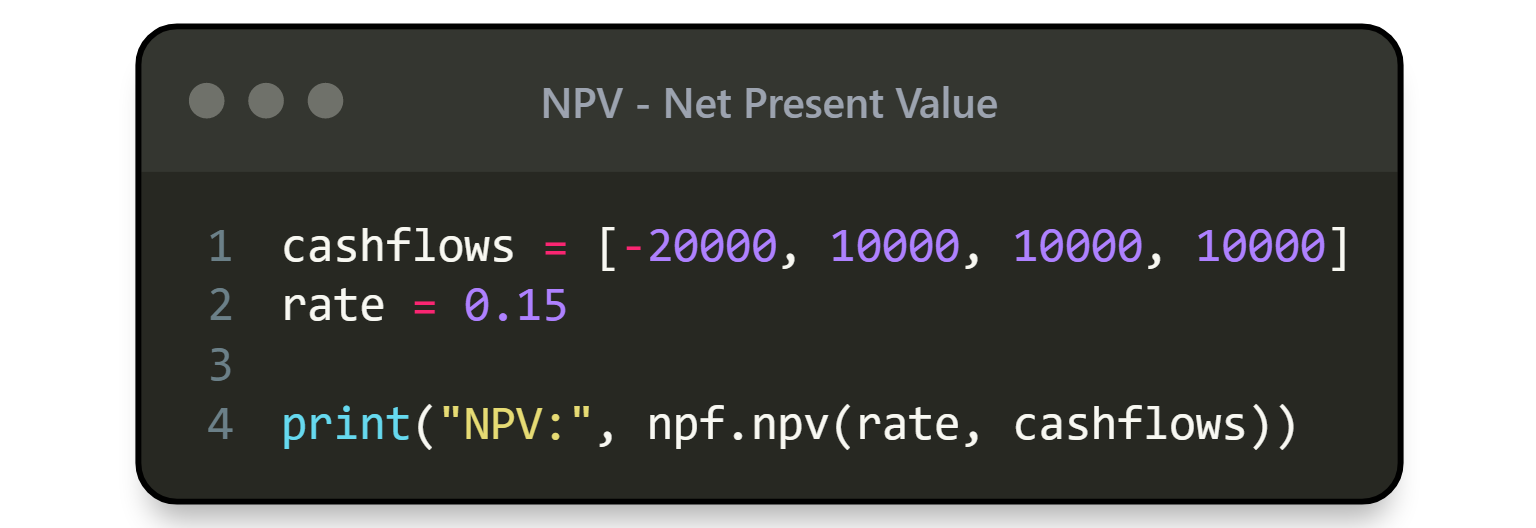 NPV - Net Present Value
1 cashflows = [-20000, 10000, 10000, 10000]
2 rate = 0.15
3
4 print("NPV:", npf.npv(rate, cashflows))